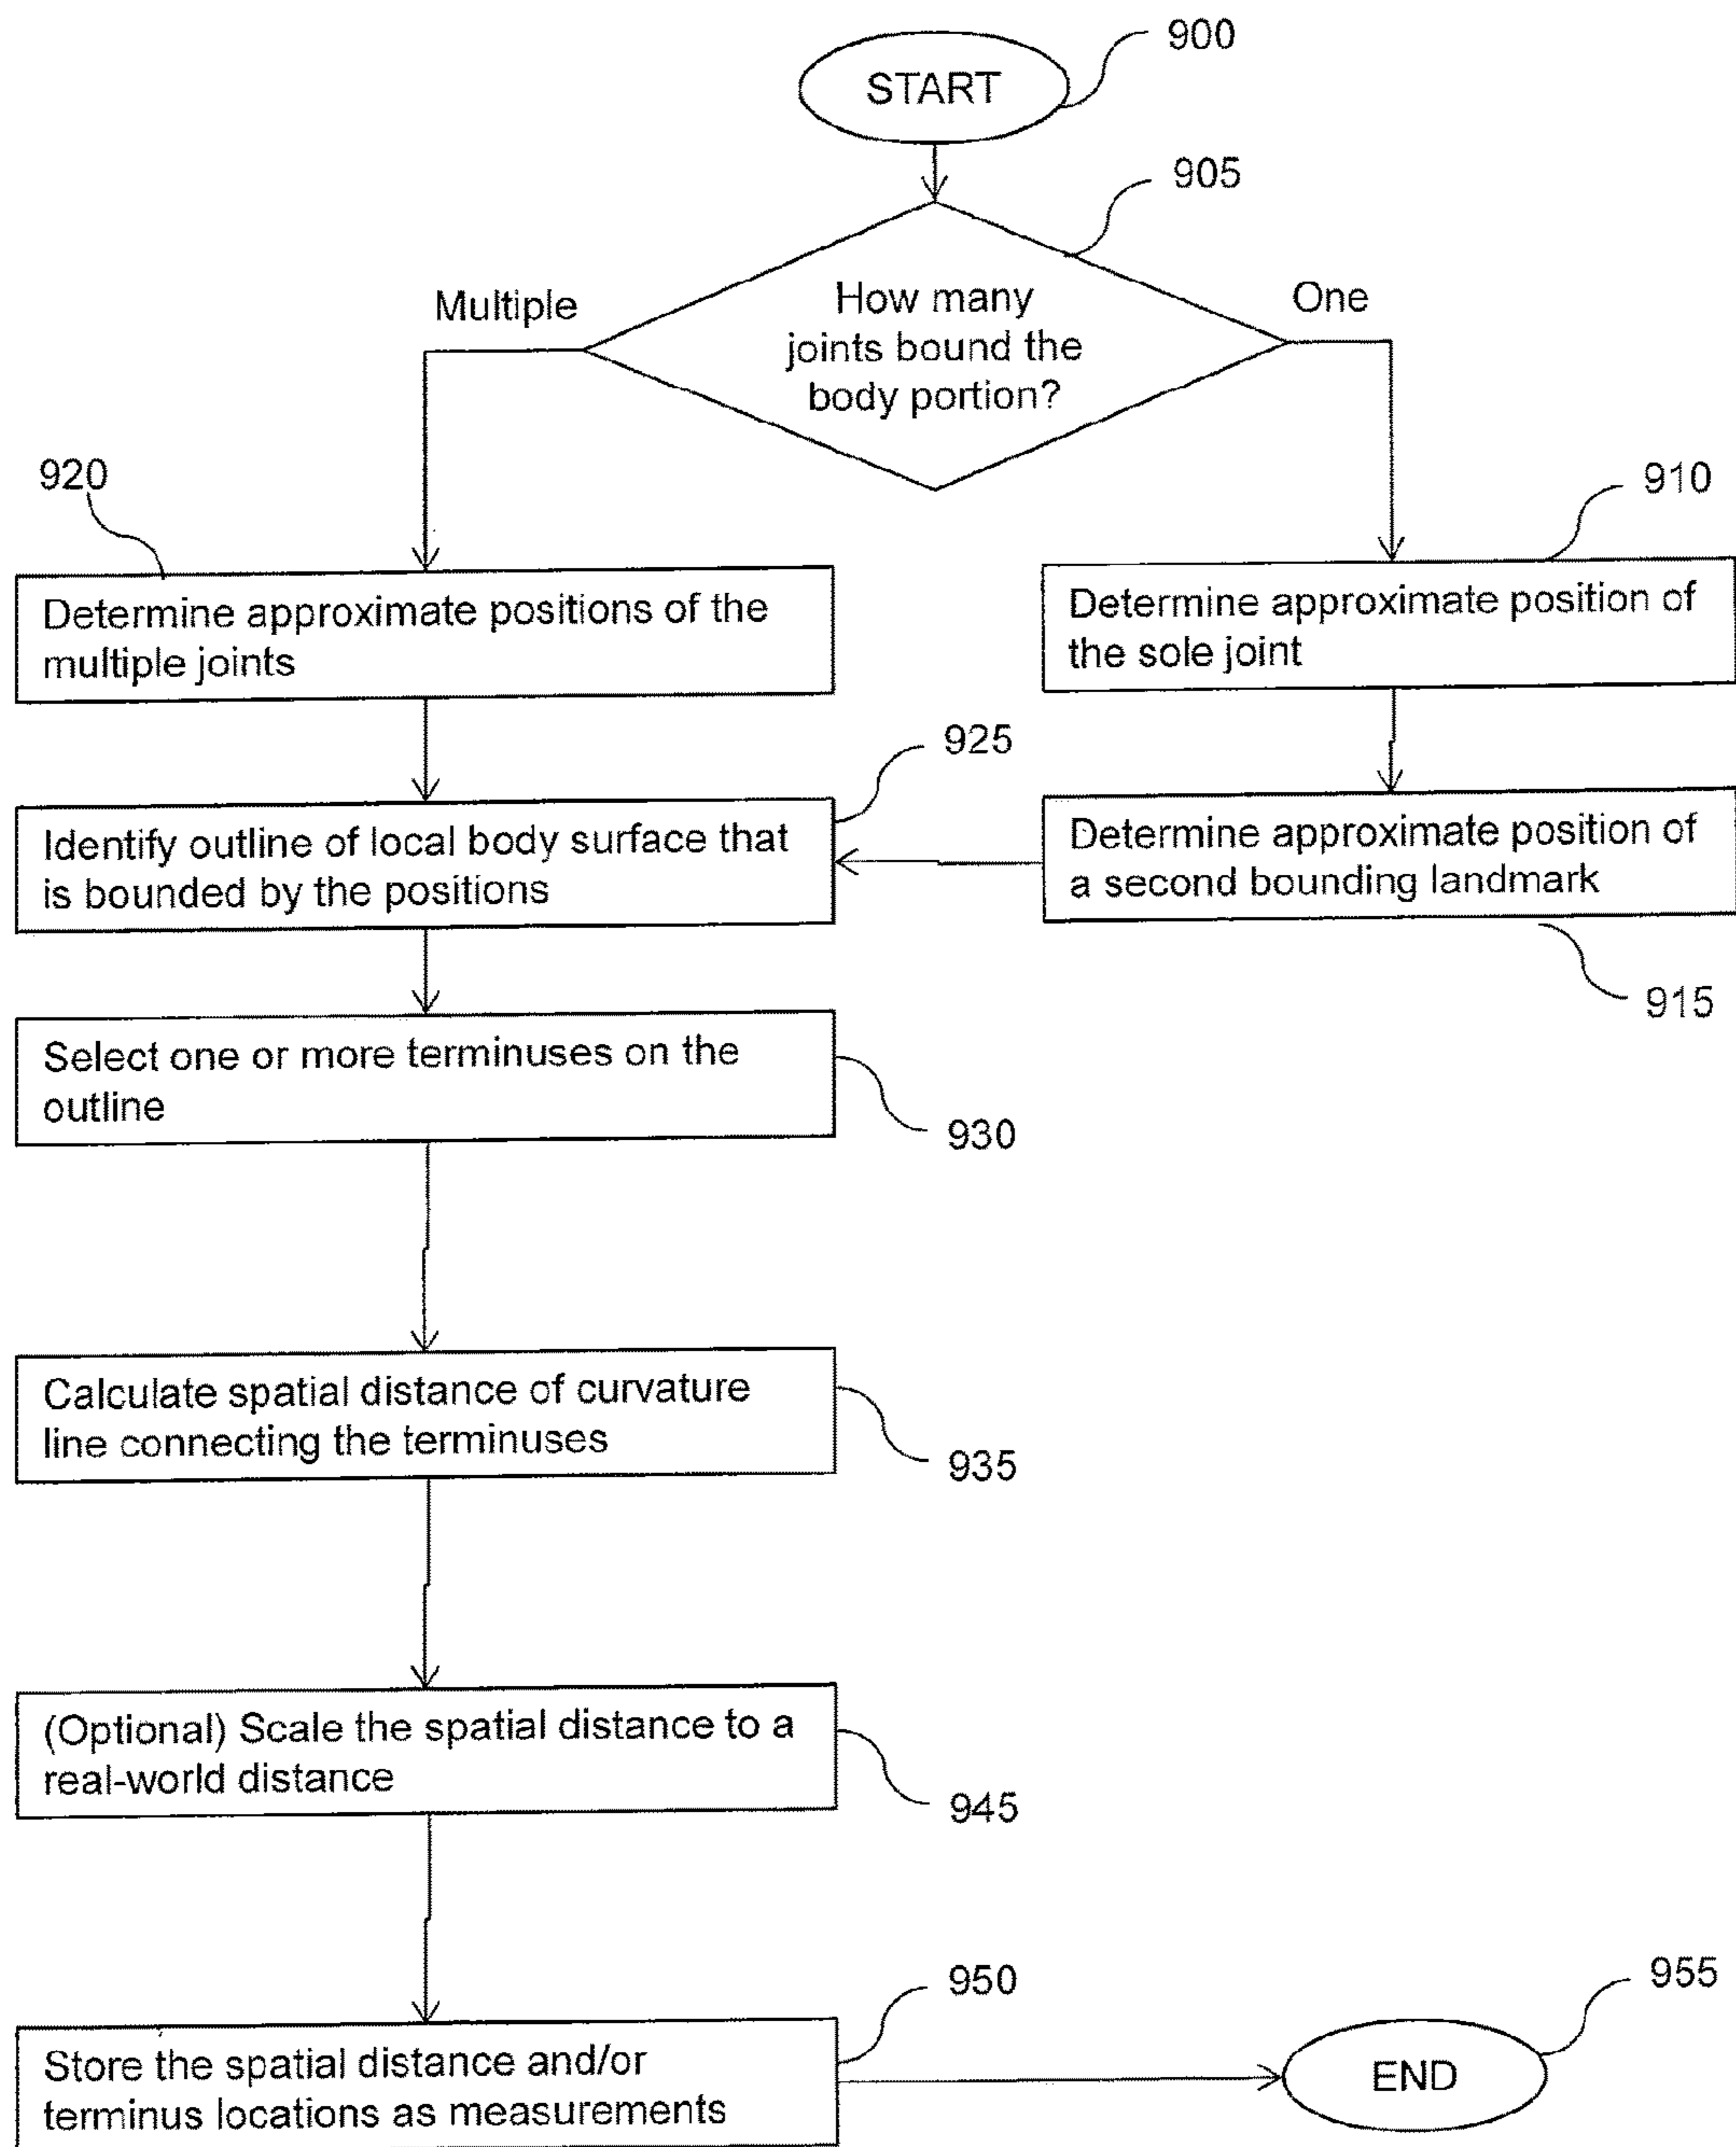 900
START
905
How many
joints bound the
body portion?
Multiple
One
920
910
Determine approximate positions of the
multiple joints
Determine approximate position of
the sole joint
925
Identify outline of local body surface that
is bounded by the positions
Determine approximate position of
a second bounding landmark
915
Select one or more terminuses on the
outline
930
Calculate spatial distance of curvature
line connecting the terminuses
935
(Optional) Scale the spatial distance to a
real-world distance
945
950
955
Store the spatial distance and/or
terminus locations as measurements
END